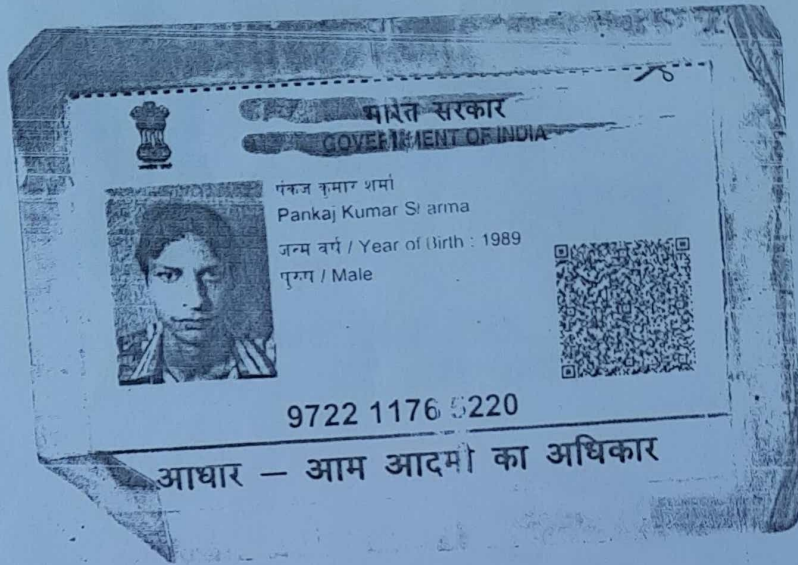 भारत सरकार
GOVERNMENT OF INDIA
पंकज कुमार शर्मा
Pankaj Kumar Sharma
जन्म वर्ष / Year of Birth : 1989
पुरुष / Male
9722 1176 5220
आधार – आम आदमी का अधिकार